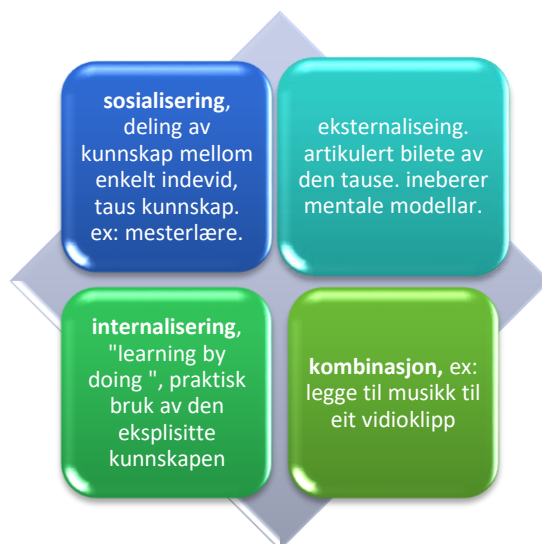 sosialisering,
deling av
kunnskap mellom
enkelt indevid,
taus kunnskap.
ex: mesterlære.
eksternaliseing.
artikulert bilete av
den tause. ineberer
mentale modellar.
internalisering,
"learning by
doing ", praktisk
bruk av den
eksplisitte
kunnskapen
kombinasjon, ex:
legge til musikk til
eit vidioklipp